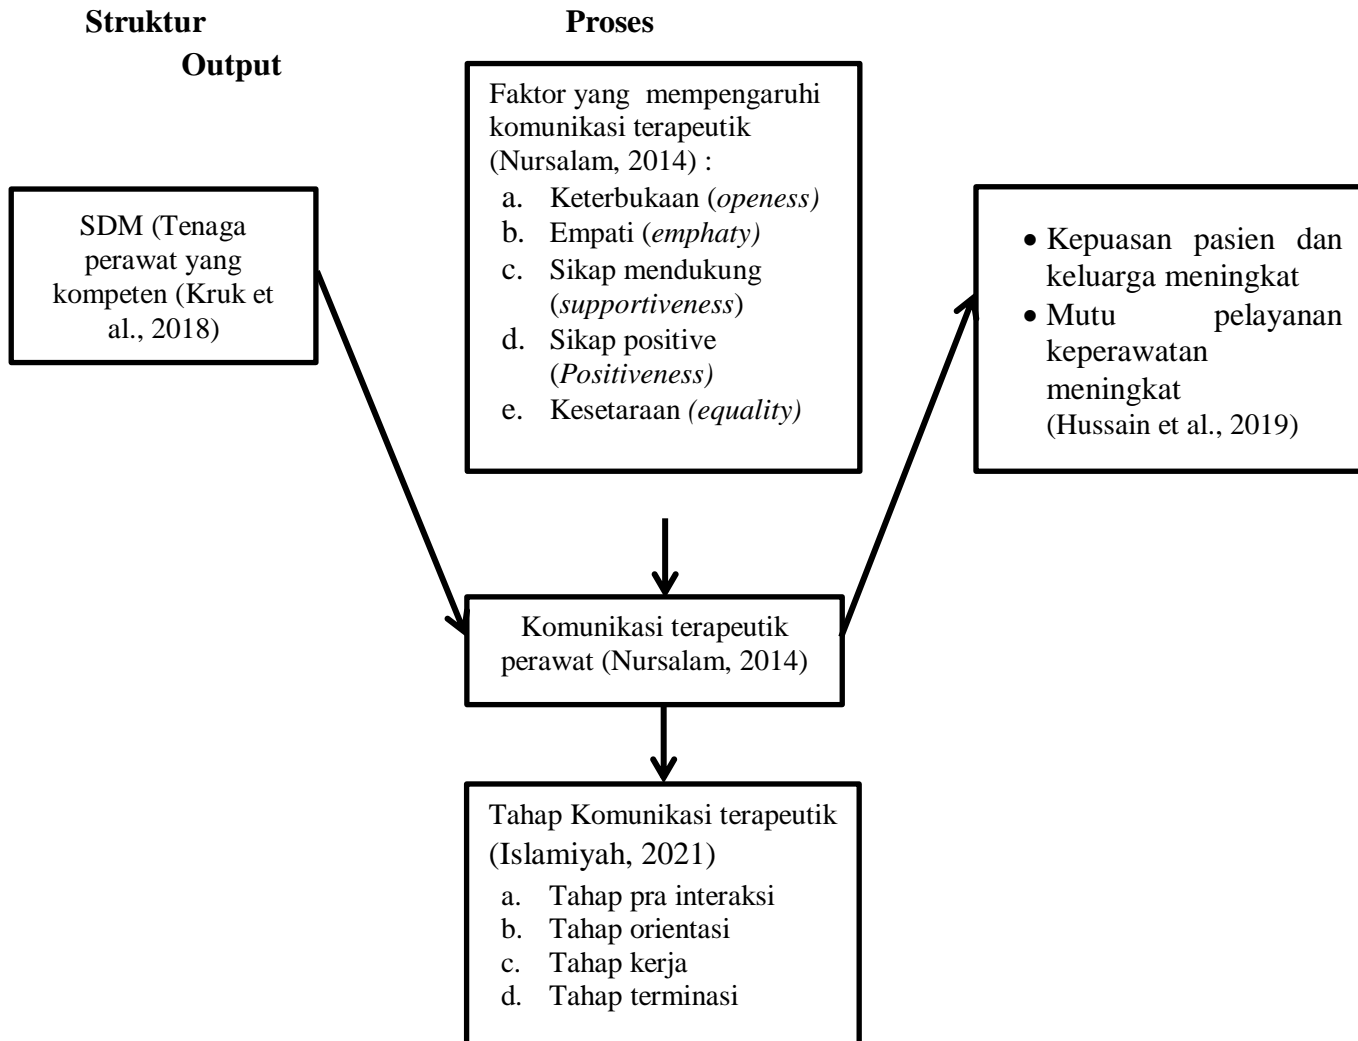 Struktur Proses
Output
Faktor yang mempengaruhi
komunikasi terapeutik
(Nursalam, 2014) :
a. Keterbukaan (openess)
b. Empati (emphaty)
c. Sikap mendukung
(supportiveness)
d. Sikap positive
(Positiveness)
e. Kesetaraan (equality)
SDM (Tenaga
perawat yang
kompeten (Kruk et
al., 2018)
• Kepuasan pasien dan
keluarga meningkat
• Mutu pelayanan
keperawatan
meningkat
(Hussain et al., 2019)
Komunikasi terapeutik
perawat (Nursalam, 2014)
Tahap Komunikasi terapeutik
(Islamiyah, 2021)
a. Tahap pra interaksi
b. Tahap orientasi
c. Tahap kerja
d. Tahap terminasi